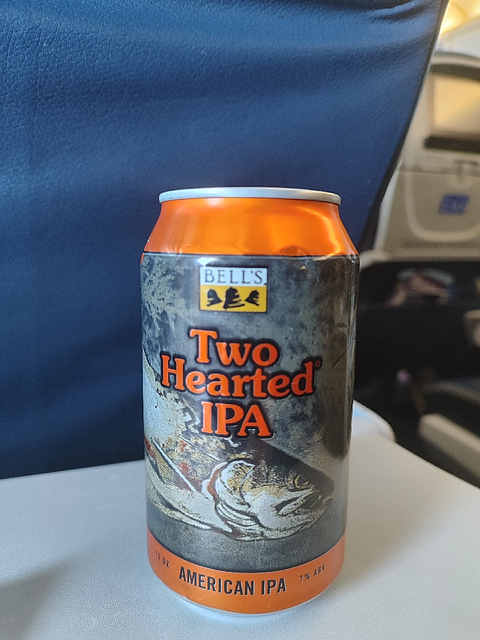 BELL'S
Two
Hearted®
IPA
12 OZ
AMERICAN IPA
7% ABV